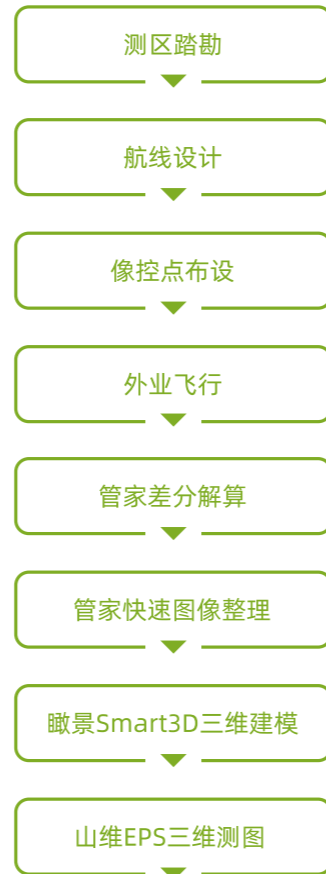 测区踏勘
航线设计
像控点布设
外业飞行
管家差分解算
管家快速图像整理
瞰景Smart3D三维建模
山维EPS三维测图